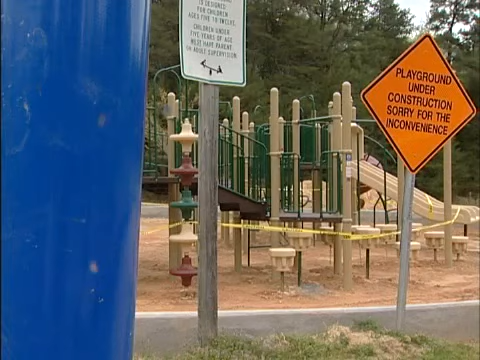 IS DESIGNED
FOR CHILDREN
AGES FIVE TO TWELVE.
CHILDREN UNDER
FIVE YEARS OF AGE
MUST HAVE PARENT
OR ADULT SUPERVISION
PLAYGROUND
UNDER
CONSTRUCTION
SORRY FOR THE
INCONVENIENCE